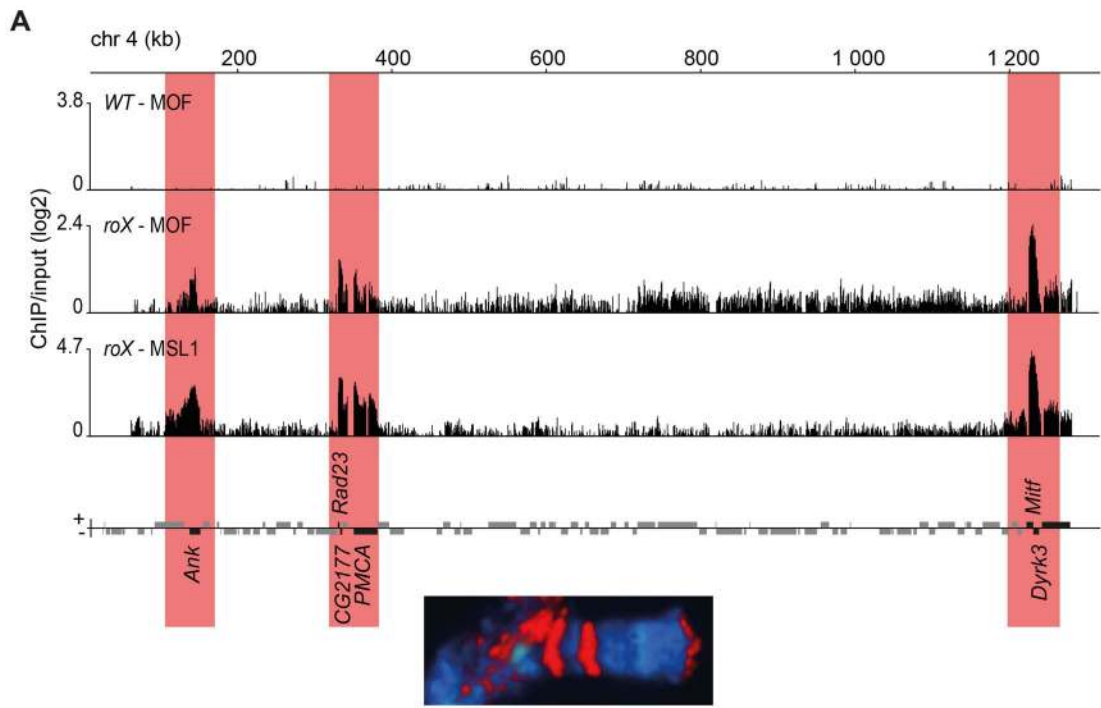 A
chr 4 (kb)
200 400 600 800 1 000 1 200
ChIP/input (log2)
3.8 WT - MOF
0
2.4 roX - MOF
0
4.7 roX - MSL1
0
Rad23 Mitf
+
-
Ank CG2177 PMCA Dyrk3